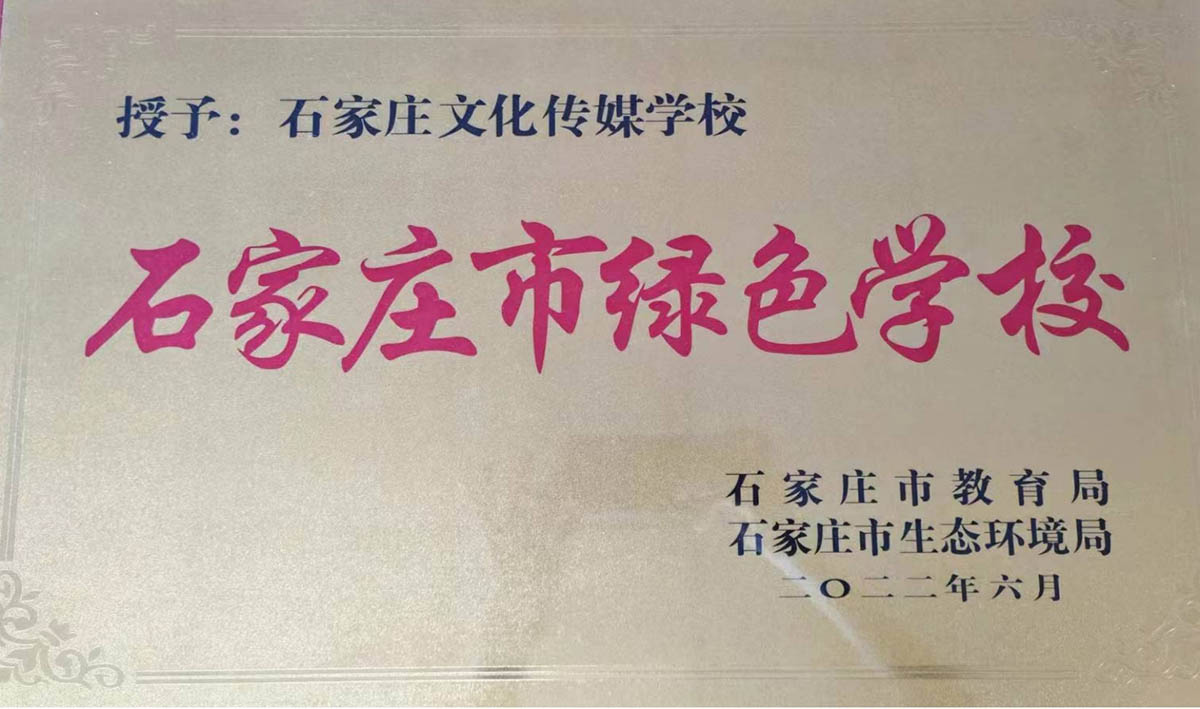 授予：石家庄文化传媒学校
石家庄市绿色学校
石家庄市教育局
石家庄市生态环境局
二〇二二年六月